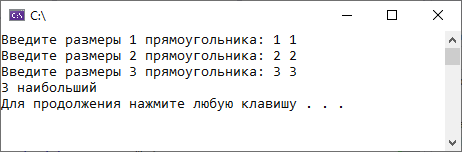 C:\
Введите размеры 1 прямоугольника: 1 1
Введите размеры 2 прямоугольника: 2 2
Введите размеры 3 прямоугольника: 3 3
3 наибольший
Для продолжения нажмите любую клавишу . . .